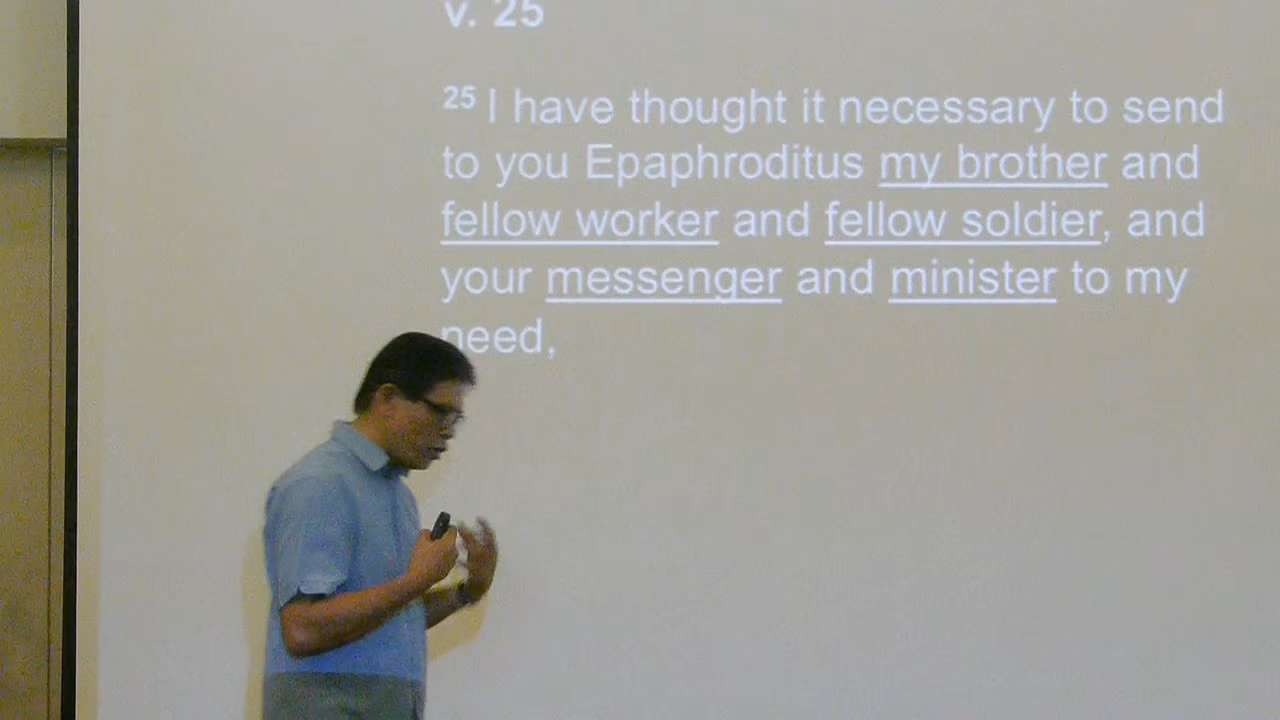 v. 25
25 I have thought it necessary to send
to you Epaphroditus my brother and
fellow worker and fellow soldier, and
your messenger and minister to my
need,